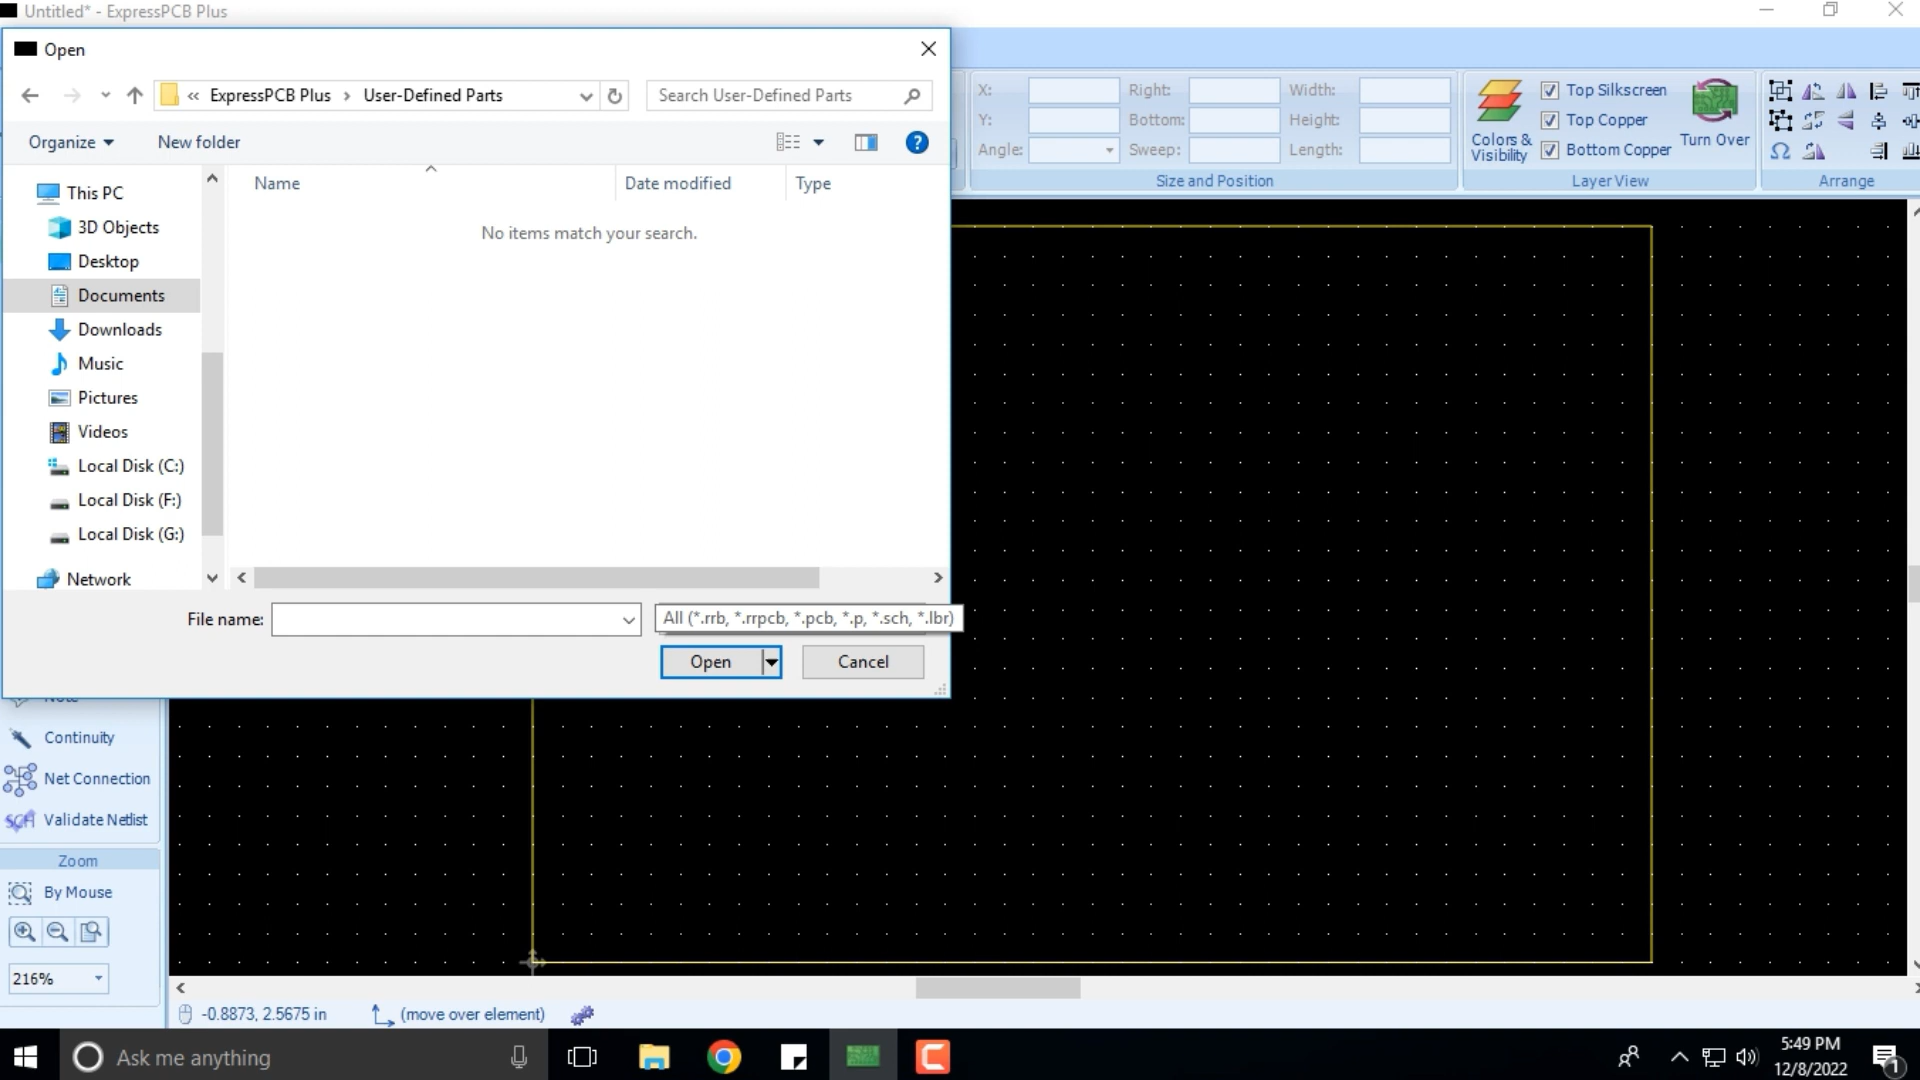 Untitled* - ExpressPCB Plus
Open
« ExpressPCB Plus › User-Defined Parts
Search User-Defined Parts
Organize
New folder
This PC
3D Objects
Desktop
Documents
Downloads
Music
Pictures
Videos
Local Disk (C:)
Local Disk (F:)
Local Disk (G:)
Network
Name
Date modified
Type
No items match your search.
File name:
All (*.rrb, *.rrpcb, *.pcb, *.p, *.sch, *.lbr)
Open
Cancel
X:
Right:
Width:
Y:
Bottom:
Height:
Angle:
Sweep:
Length:
Size and Position
Colors &
Visibility
Top Silkscreen
Top Copper
Bottom Copper
Turn Over
Layer View
Arrange
Continuity
Net Connection
Validate Netlist
Zoom
By Mouse
216%
-0.8873, 2.5675 in
(move over element)
Ask me anything
5:49 PM
12/8/2022
1